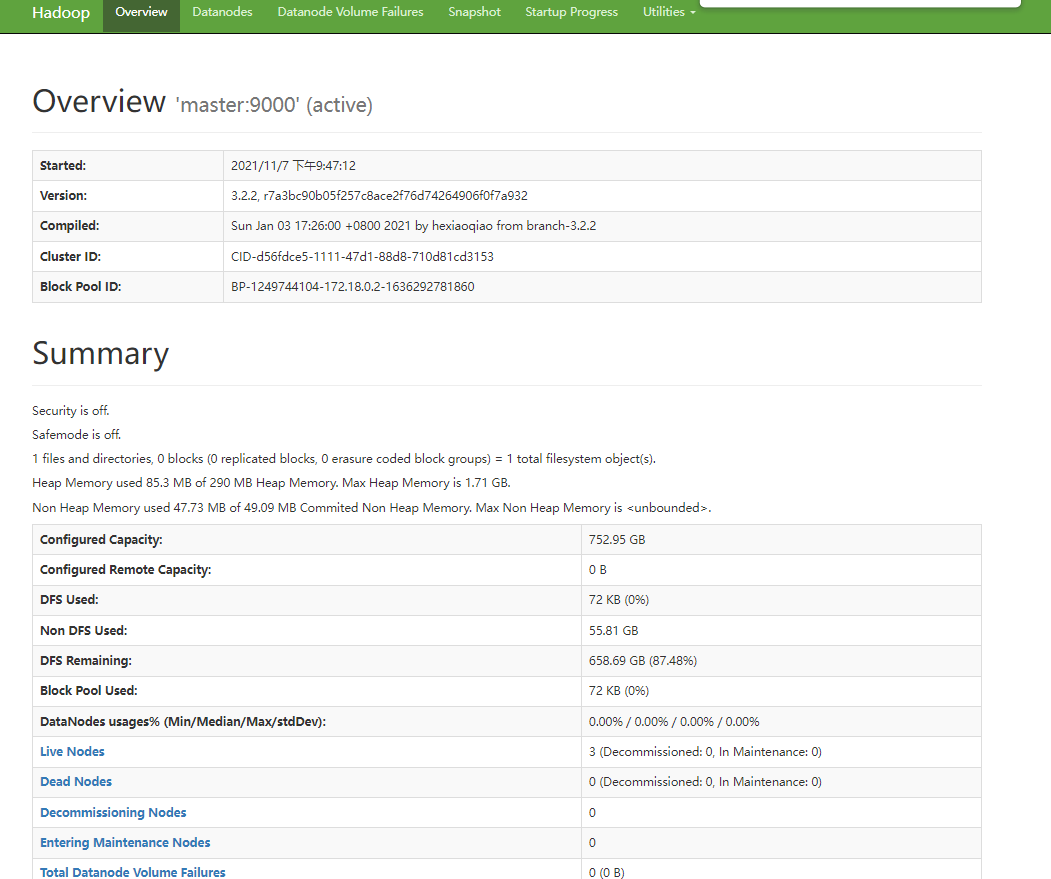 Hadoop Overview Datanodes Datanode Volume Failures Snapshot Startup Progress Utilities
Overview 'master:9000' (active)
Started: 2021/11/7 下午9:47:12
Version: 3.2.2, r7a3bc90b05f257c8ace2f76d74264906f0f7a932
Compiled: Sun Jan 03 17:26:00 +0800 2021 by hexiaoqiao from branch-3.2.2
Cluster ID: CID-d56fdce5-1111-47d1-88d8-710d81cd3153
Block Pool ID: BP-1249744104-172.18.0.2-1636292781860
Summary
Security is off.
Safemode is off.
1 files and directories, 0 blocks (0 replicated blocks, 0 erasure coded block groups) = 1 total filesystem object(s).
Heap Memory used 85.3 MB of 290 MB Heap Memory. Max Heap Memory is 1.71 GB.
Non Heap Memory used 47.73 MB of 49.09 MB Commited Non Heap Memory. Max Non Heap Memory is <unbounded>.
Configured Capacity: 752.95 GB
Configured Remote Capacity: 0 B
DFS Used: 72 KB (0%)
Non DFS Used: 55.81 GB
DFS Remaining: 658.69 GB (87.48%)
Block Pool Used: 72 KB (0%)
DataNodes usages% (Min/Median/Max/stdDev): 0.00% / 0.00% / 0.00% / 0.00%
Live Nodes 3 (Decommissioned: 0, In Maintenance: 0)
Dead Nodes 0 (Decommissioned: 0, In Maintenance: 0)
Decommissioning Nodes 0
Entering Maintenance Nodes 0
Total Datanode Volume Failures 0 (0 B)